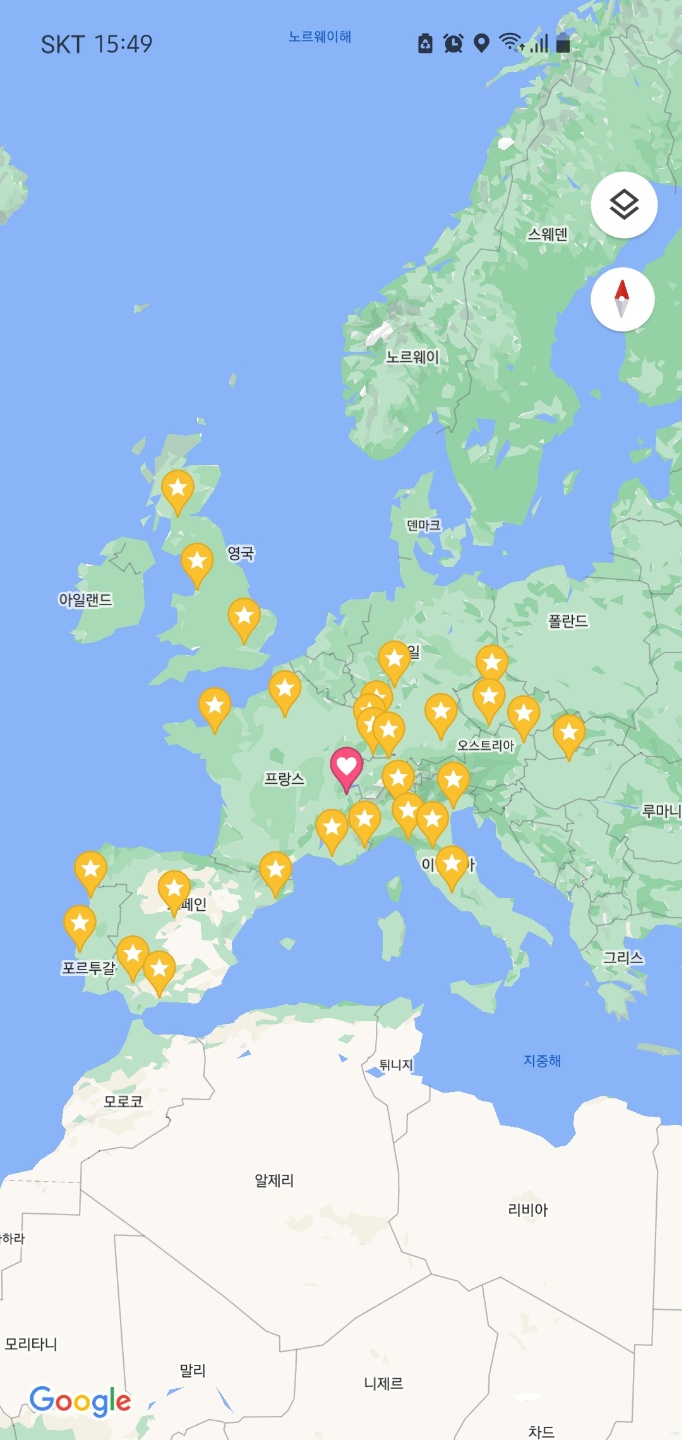 SKT 15:49
노르웨이해
스웨덴
노르웨이
덴마크
영국
아일랜드
폴란드
일
오스트리아
프랑스
루마니
이
아
스페인
포르투갈
그리스
지중해
튀니지
모로코
알제리
리비아
사하라
모리타니
말리
니제르
차드
Google